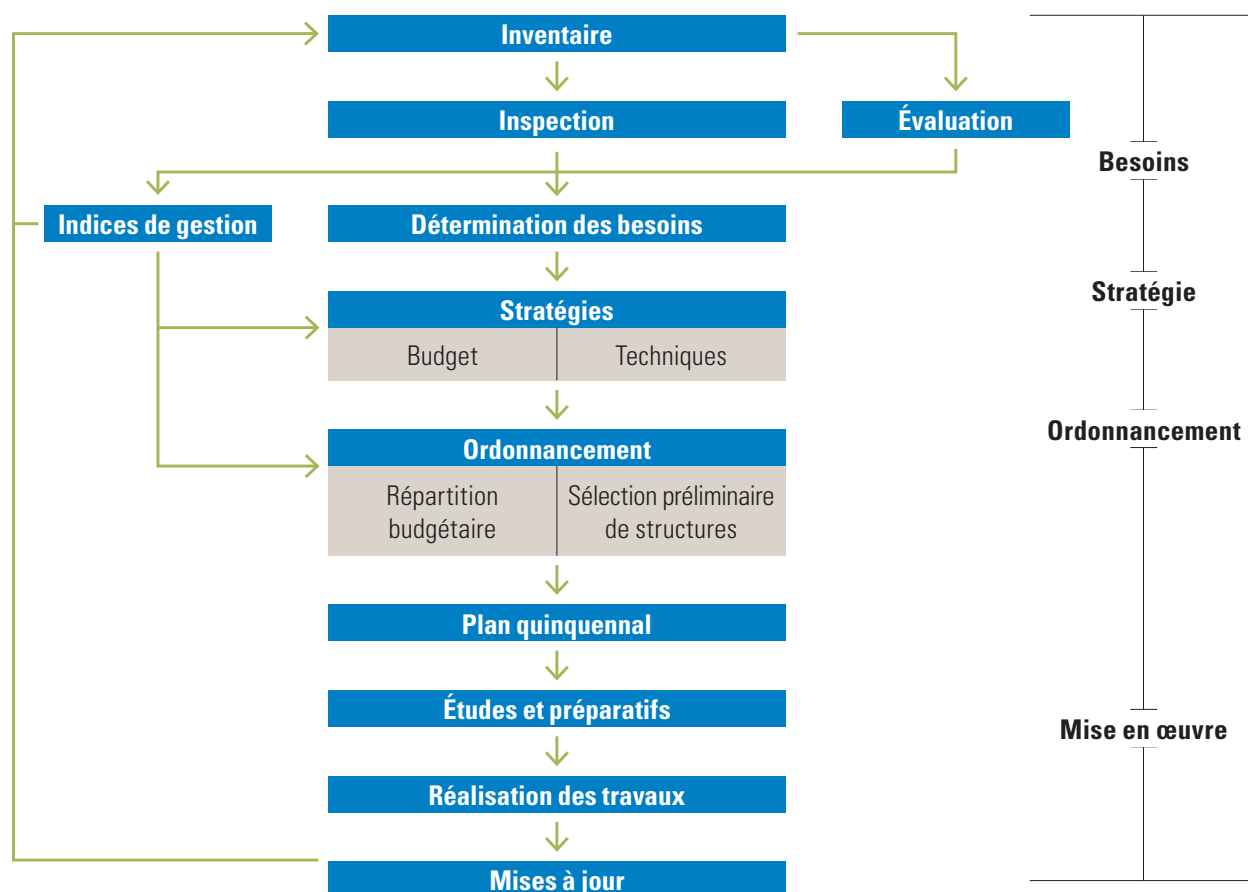 Inventaire
Inspection
Évaluation
Besoins
Indices de gestion
Détermination des besoins
Stratégies
Stratégie
Budget
Techniques
Ordonnancement
Ordonnancement
Répartition
budgétaire
Sélection préliminaire
de structures
Plan quinquennal
Études et préparatifs
Mise en œuvre
Réalisation des travaux
Mises à jour